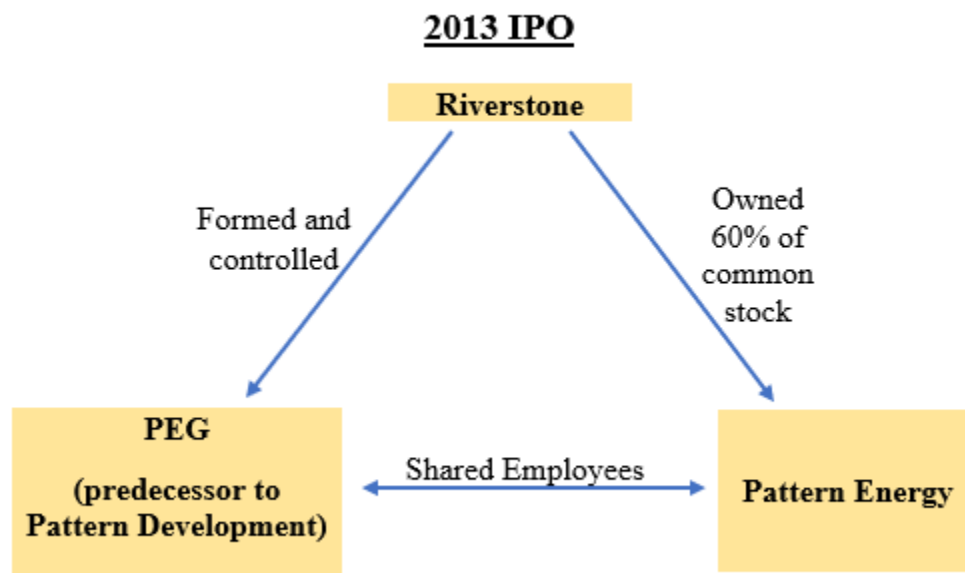 2013 IPO
Riverstone
Formed and
controlled
Owned
60% of
common
stock
PEG
(predecessor to
Pattern Development)
Shared Employees
Pattern Energy